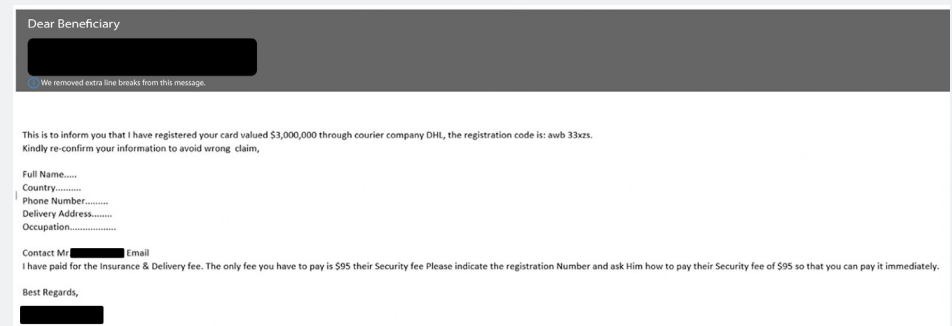 Dear Beneficiary
We removed extra line breaks from this message.
This is to inform you that I have registered your card valued $3,000,000 through courier company DHL, the registration code is: awb 33xzs.
Kindly re-confirm your information to avoid wrong claim,
Full Name.....
Country..........
Phone Number.........
Delivery Address........
Occupation..................
Contact Mr Email
I have paid for the Insurance & Delivery fee. The only fee you have to pay is $95 their Security fee Please indicate the registration Number and ask Him how to pay their Security fee of $95 so that you can pay it immediately.
Best Regards,